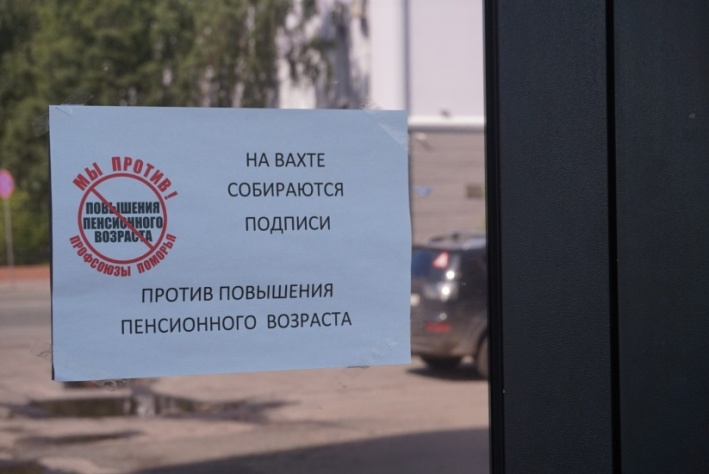 МЫ ПРОТИВ!
ПОВЫШЕНИЯ
ПЕНСИОННОГО
ВОЗРАСТА
ПРОФСОЮЗЫ ПОМОРЬЯ
НА ВАХТЕ
СОБИРАЮТСЯ
ПОДПИСИ
ПРОТИВ ПОВЫШЕНИЯ
ПЕНСИОННОГО ВОЗРАСТА